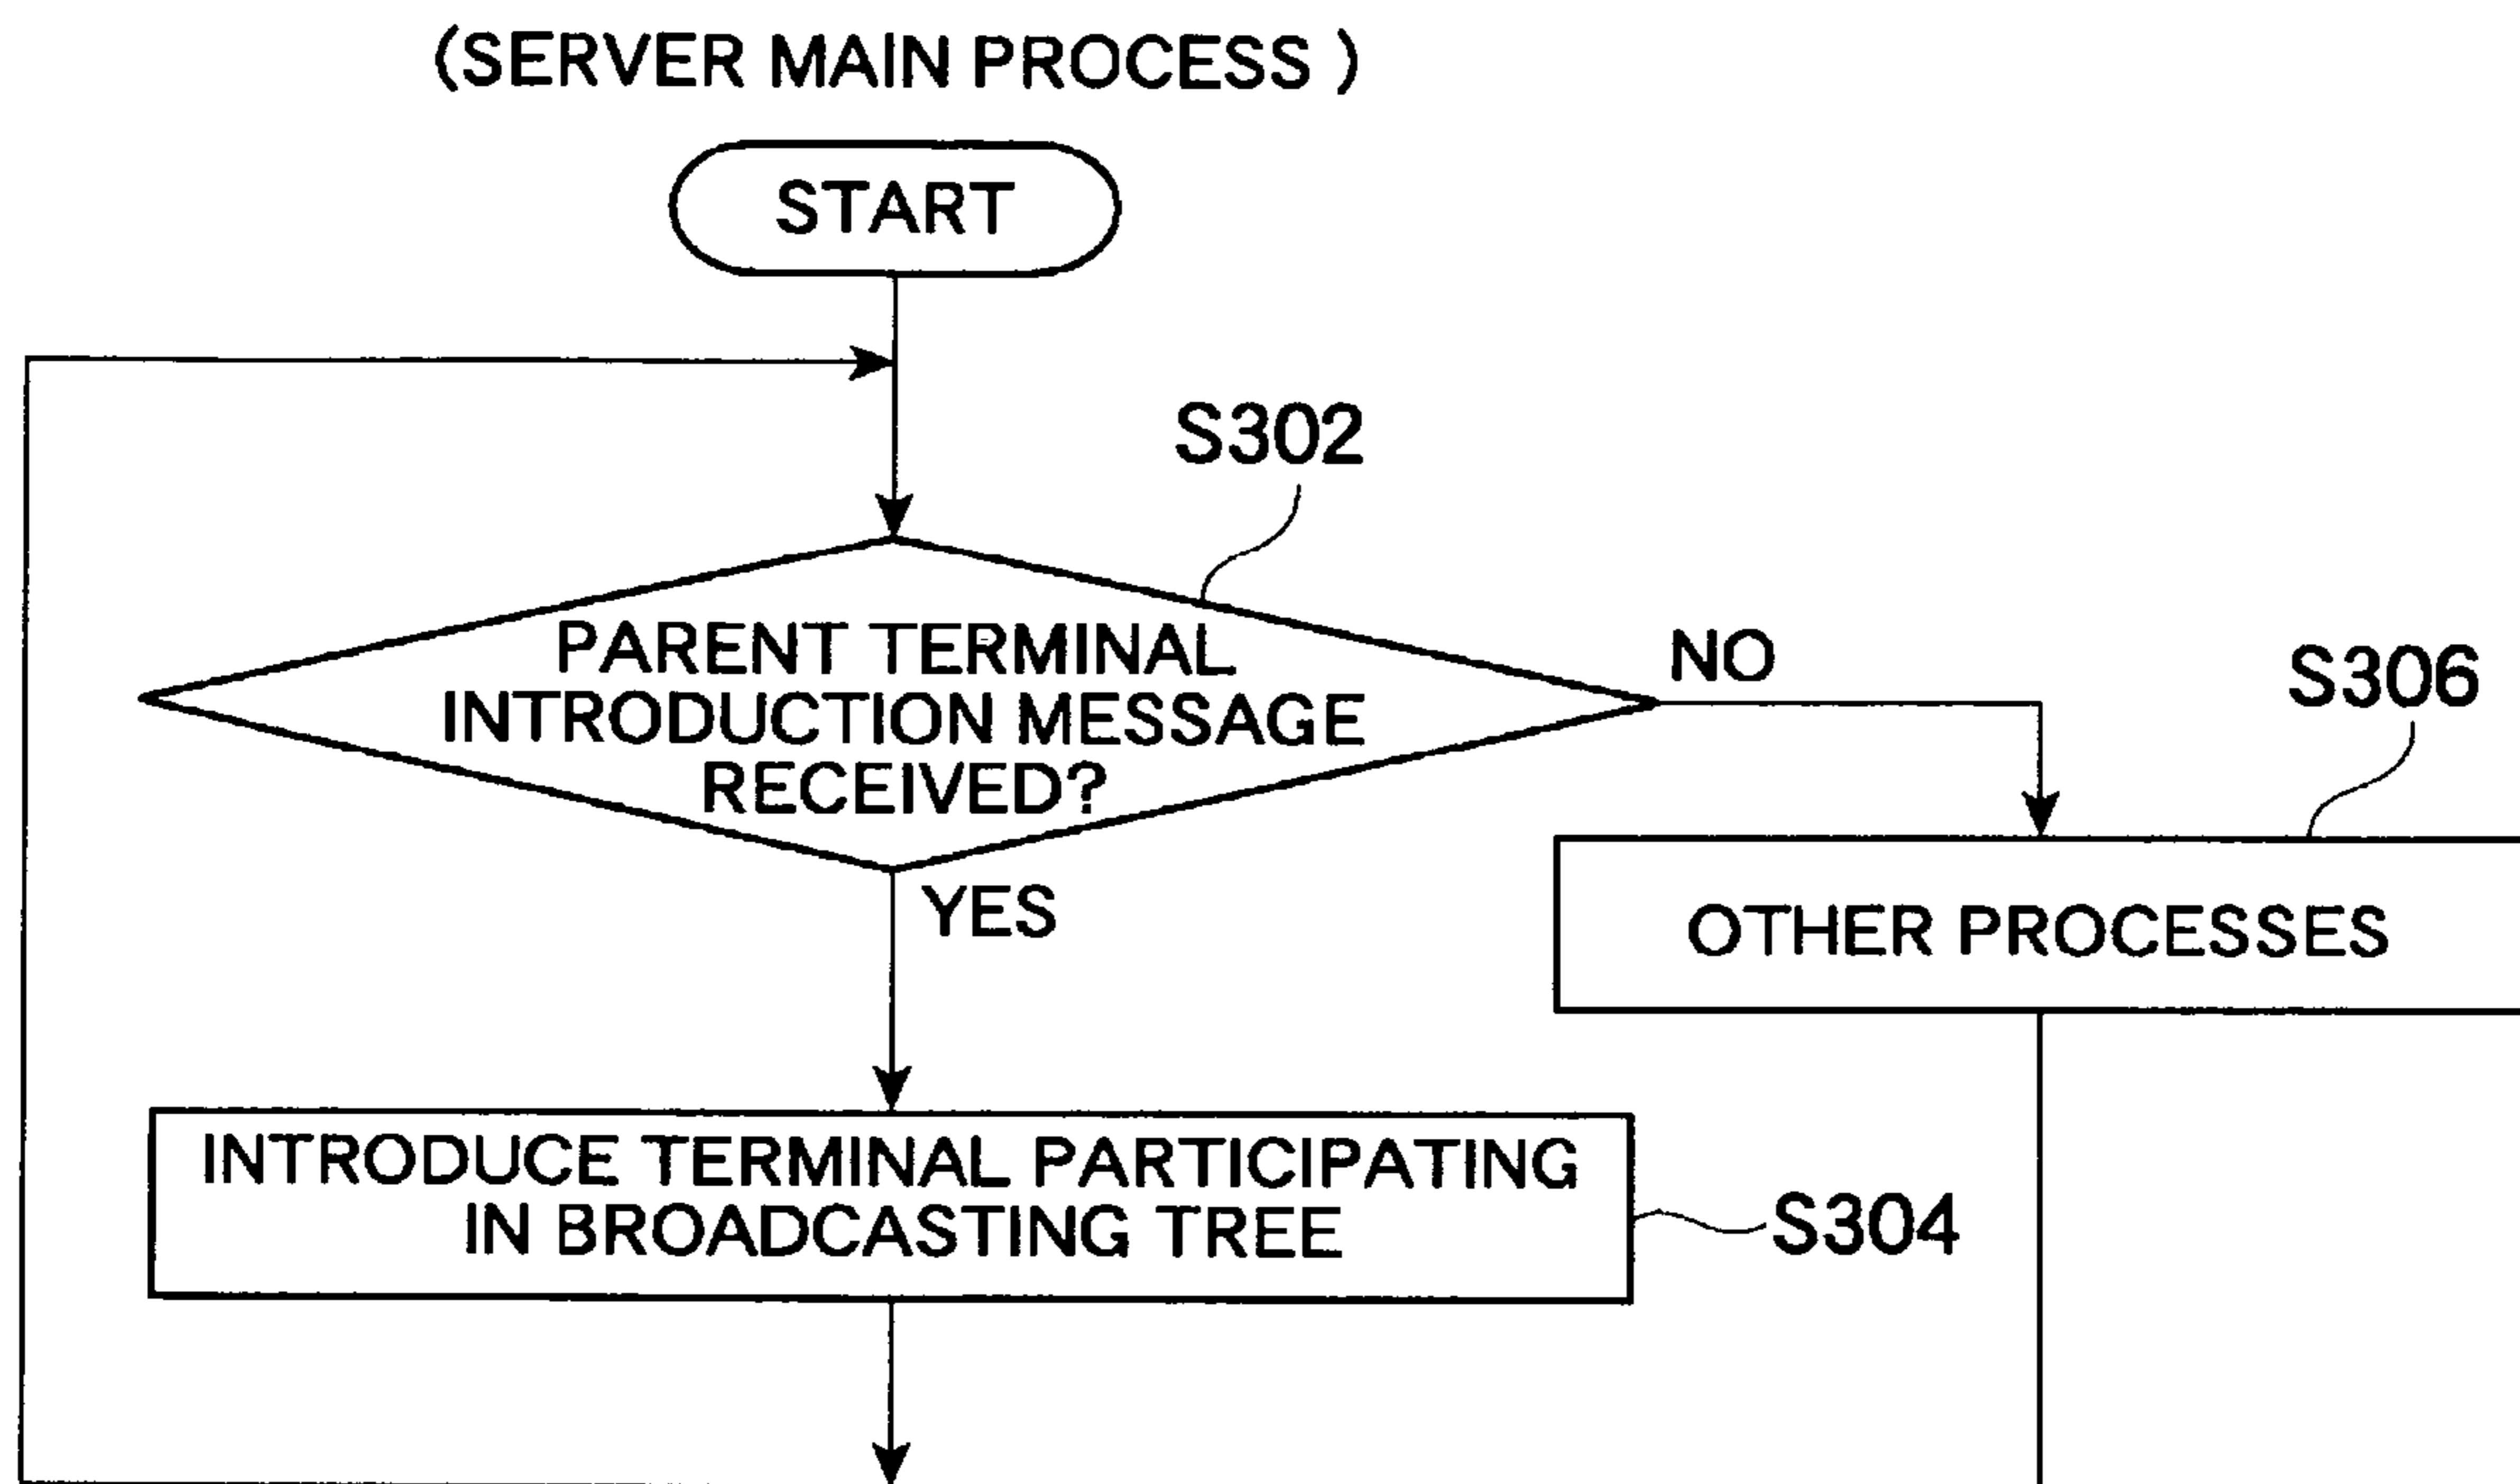 (SERVER MAIN PROCESS )
START
S302
PARENT TERMINAL
INTRODUCTION MESSAGE
RECEIVED?
NO
S306
YES
OTHER PROCESSES
INTRODUCE TERMINAL PARTICIPATING
IN BROADCASTING TREE
S304